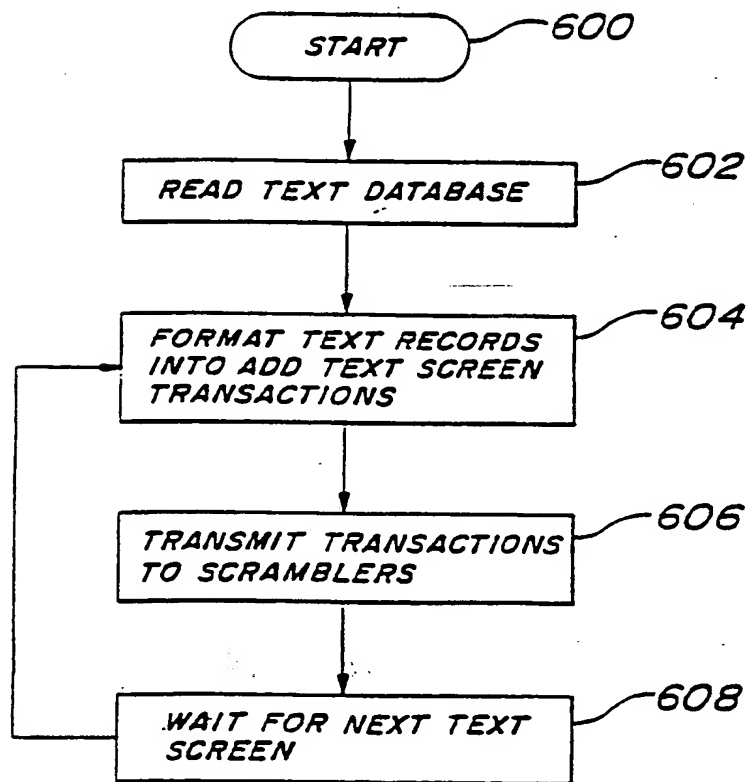 START
600
READ TEXT DATABASE
602
FORMAT TEXT RECORDS
INTO ADD TEXT SCREEN
TRANSACTIONS
604
TRANSMIT TRANSACTIONS
TO SCRAMBLERS
606
WAIT FOR NEXT TEXT
SCREEN
608